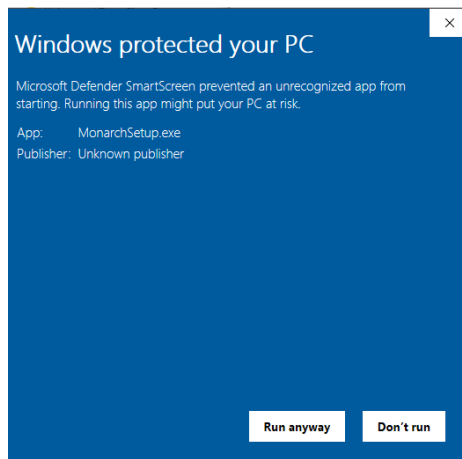 Windows protected your PC
Microsoft Defender SmartScreen prevented an unrecognized app from
starting. Running this app might put your PC at risk.
App: MonarchSetup.exe
Publisher: Unknown publisher
Run anyway Don't run